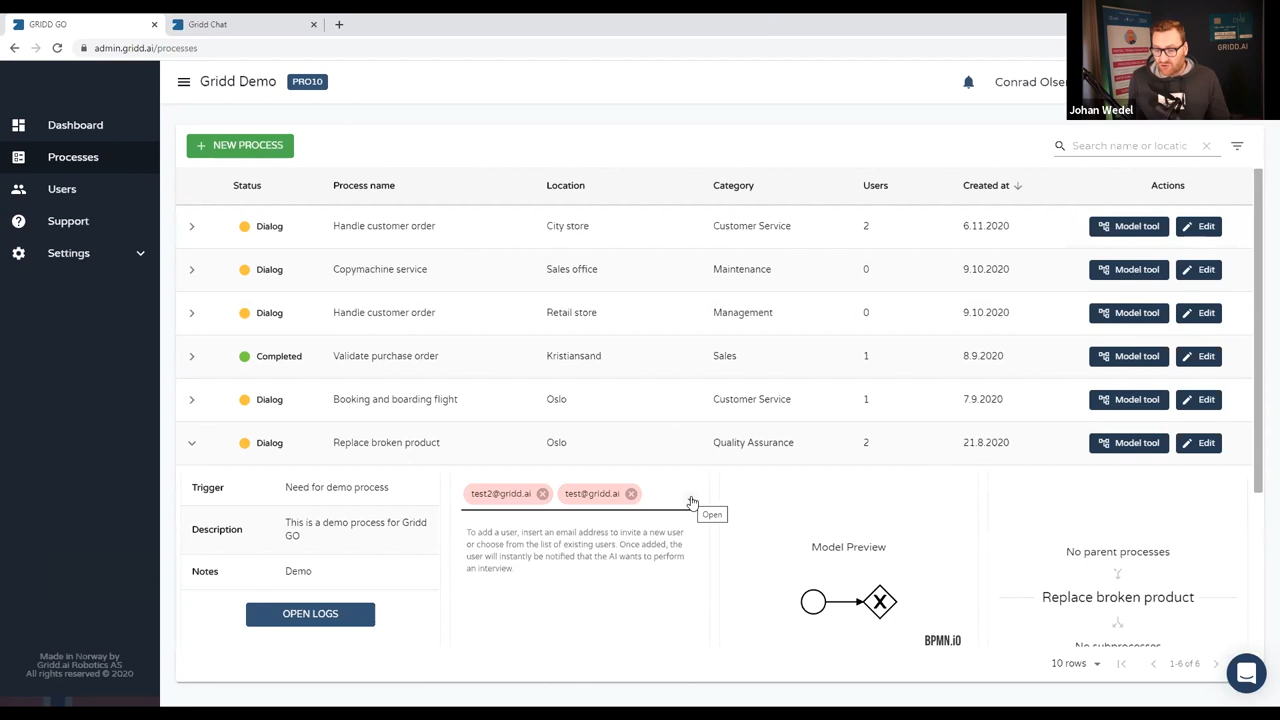 GRIDD GO
Gridd Chat
admin.gridd.ai/processes
GRIDD.AI
Johan Wedel
Gridd Demo PRO10
Conrad Olse
Dashboard
Processes
Users
Support
Settings
NEW PROCESS
Search name or locatic
Status Process name Location Category Users Created at Actions
Dialog Handle customer order City store Customer Service 2 6.11.2020 Model tool Edit
Dialog Copymachine service Sales office Maintenance 0 9.10.2020 Model tool Edit
Dialog Handle customer order Retail store Management 0 9.10.2020 Model tool Edit
Completed Validate purchase order Kristiansand Sales 1 8.9.2020 Model tool Edit
Dialog Booking and boarding flight Oslo Customer Service 1 7.9.2020 Model tool Edit
Dialog Replace broken product Oslo Quality Assurance 2 21.8.2020 Model tool Edit
Trigger Need for demo process
Description This is a demo process for Gridd
GO
Notes Demo
OPEN LOGS
test2@gridd.ai test@gridd.ai
Open
To add a user, insert an email address to invite a new user
or choose from the list of existing users. Once added, the
user will instantly be notified that the AI wants to perform
an interview.
Model Preview
BPMN.iO
No parent processes
Replace broken product
No subprocesses
10 rows 1-6 of 6
Made in Norway by
Gridd.ai Robotics AS
All rights reserved © 2020